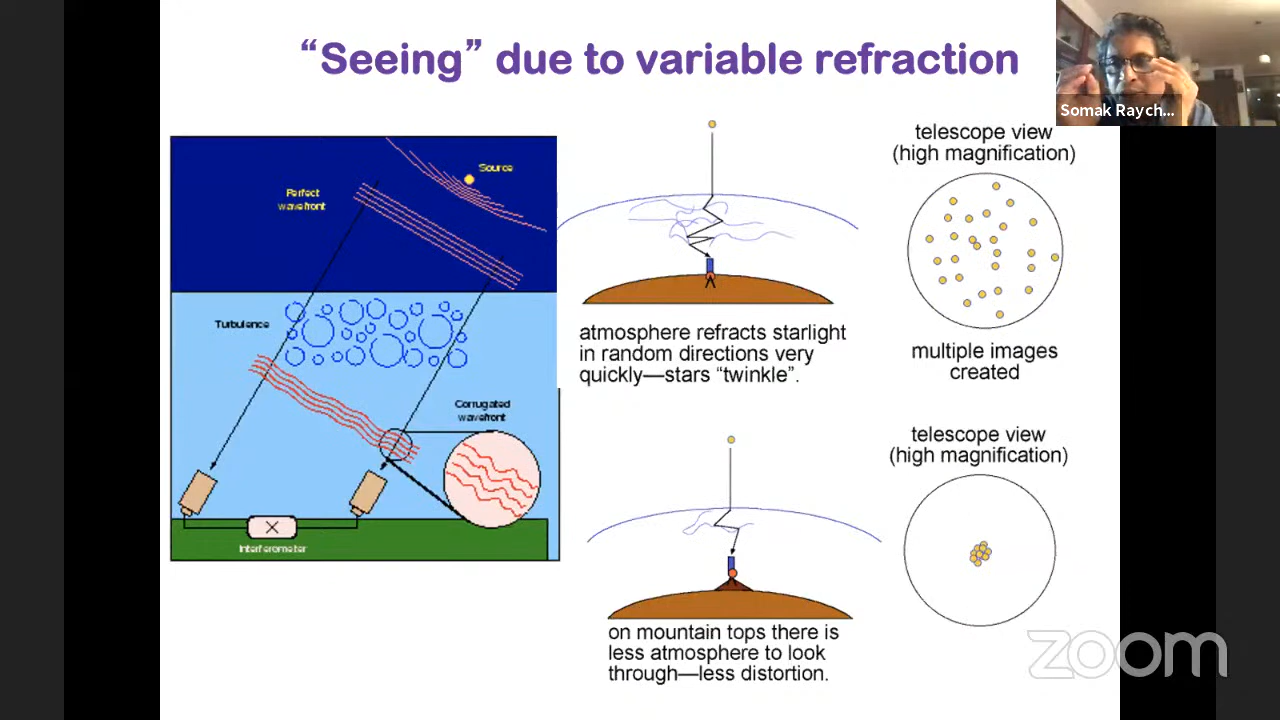 “Seeing” due to variable refraction
Somak Raych...
Source
Perfect
wavefront
Turbulence
Corrugated
wavefront
Interferometer
atmosphere refracts starlight
in random directions very
quickly—stars “twinkle”.
telescope view
(high magnification)
multiple images
created
on mountain tops there is
less atmosphere to look
through—less distortion.
telescope view
(high magnification)
zoom